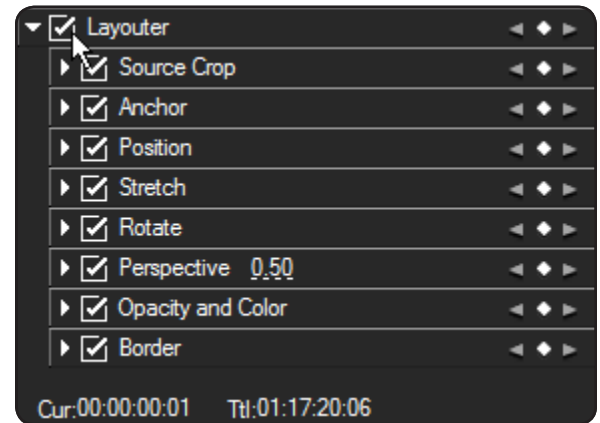 Layouter
Source Crop
Anchor
Position
Stretch
Rotate
Perspective 0.50
Opacity and Color
Border
Cur:00:00:00:01 Ttl:01:17:20:06